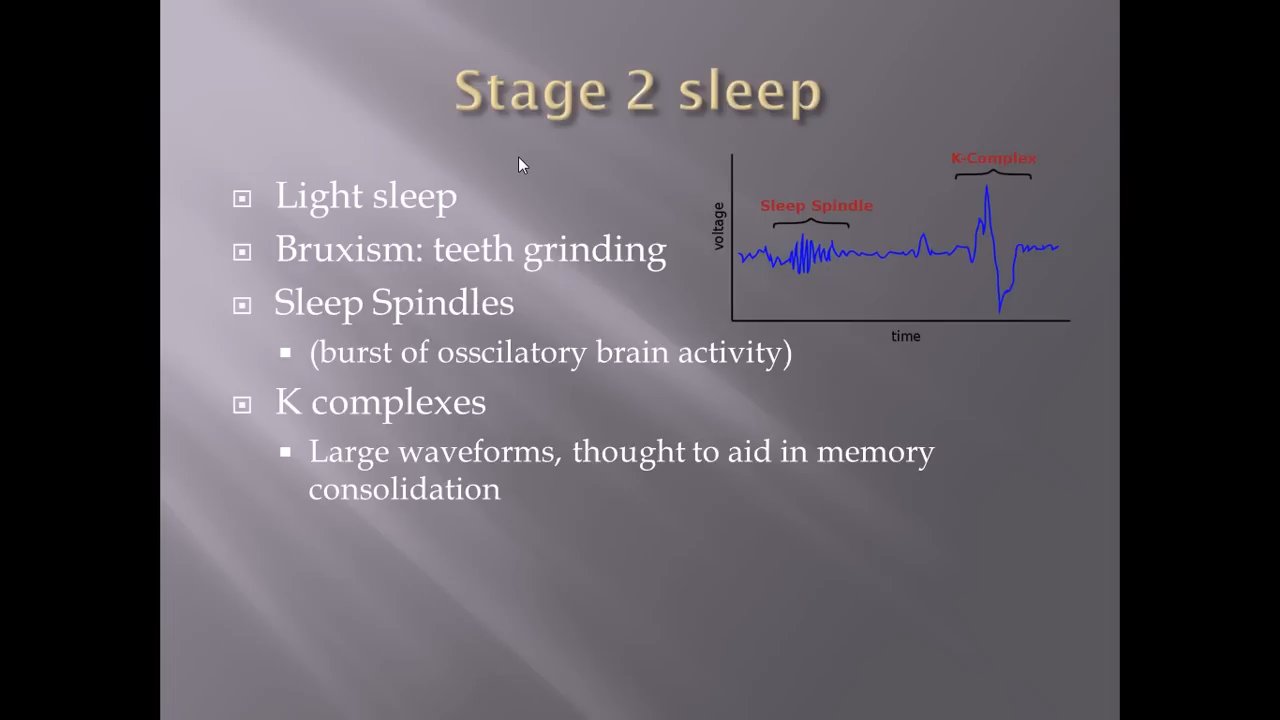 Stage 2 sleep
Light sleep
Bruxism: teeth grinding
Sleep Spindles
(burst of osscilatory brain activity)
K complexes
Large waveforms, thought to aid in memory
consolidation
K-Complex
Sleep Spindle
voltage
time